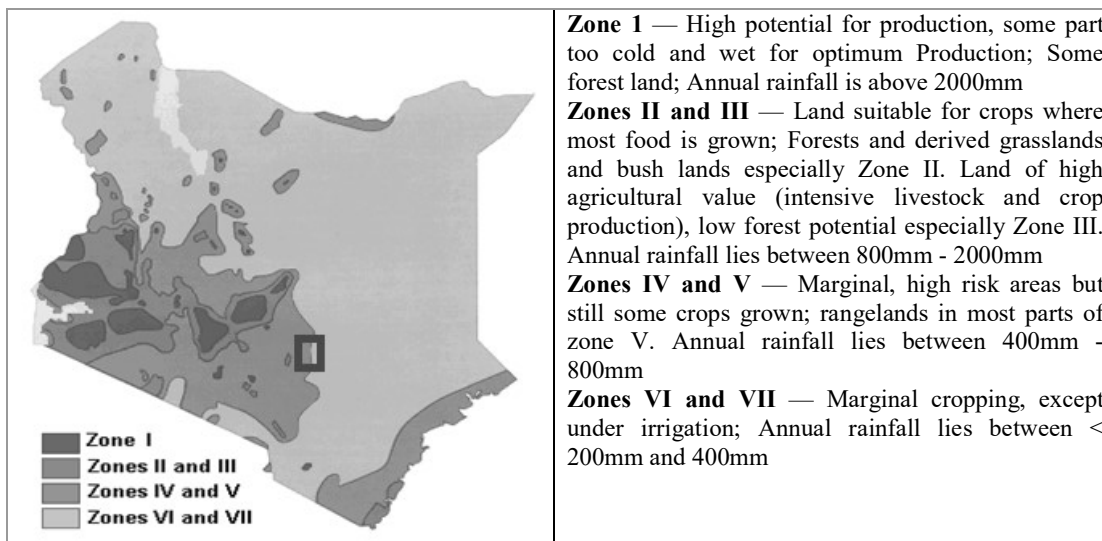 Zone I
Zones II and III
Zones IV and V
Zones VI and VII
Zone 1 — High potential for production, some part
too cold and wet for optimum Production; Some
forest land; Annual rainfall is above 2000mm
Zones II and III — Land suitable for crops where
most food is grown; Forests and derived grasslands
and bush lands especially Zone II. Land of high
agricultural value (intensive livestock and crop
production), low forest potential especially Zone III.
Annual rainfall lies between 800mm - 2000mm
Zones IV and V — Marginal, high risk areas but
still some crops grown; rangelands in most parts of
zone V. Annual rainfall lies between 400mm -
800mm
Zones VI and VII — Marginal cropping, except
under irrigation; Annual rainfall lies between <
200mm and 400mm